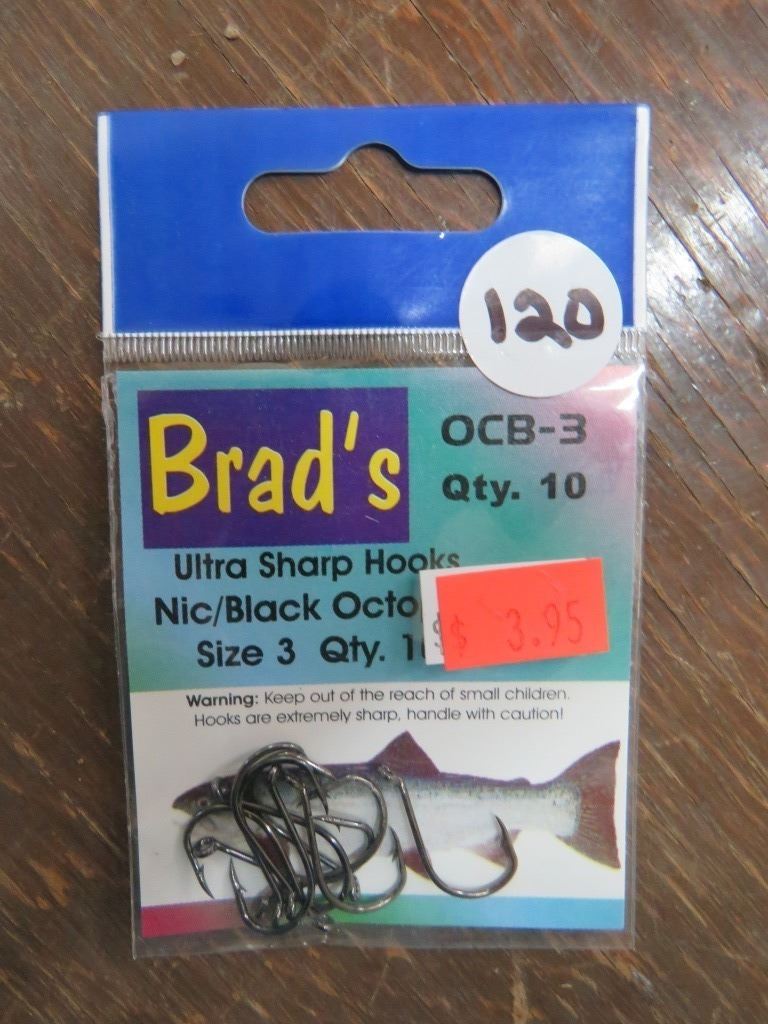 120
Brad's
OCB-3
Qty. 10
Ultra Sharp Hooks
Nic/Black Octo
Size 3 Qty. 1
$ 3.95
Warning: Keep out of the reach of small children.
Hooks are extremely sharp, handle with caution!